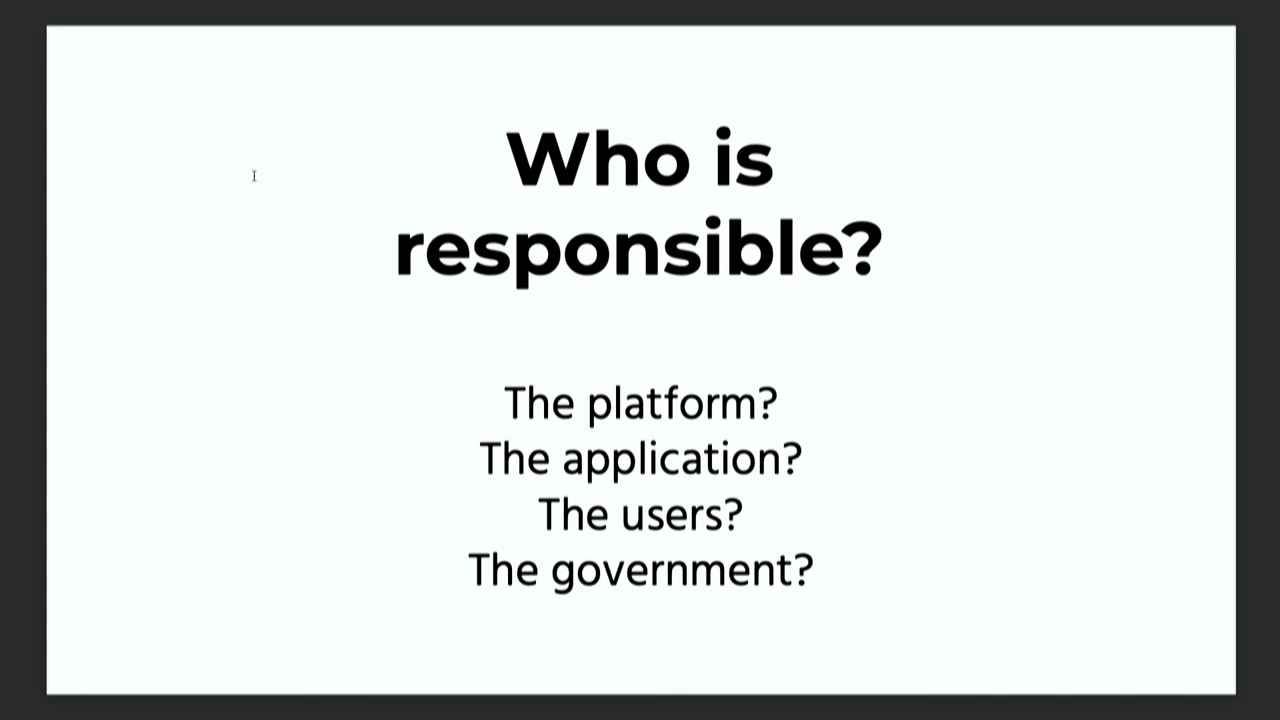 Who is
responsible?
The platform?
The application?
The users?
The government?